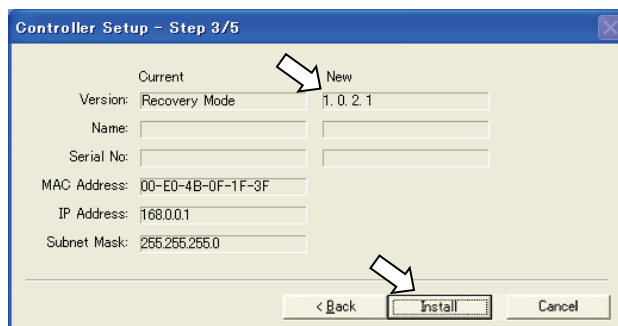 Controller Setup - Step 3/5
Current New
Version: Recovery Mode 1. 0. 2. 1
Name:
Serial No:
MAC Address: 00-E0-4B-0F-1F-3F
IP Address: 168.0.0.1
Subnet Mask: 255.255.255.0
< Back Install Cancel